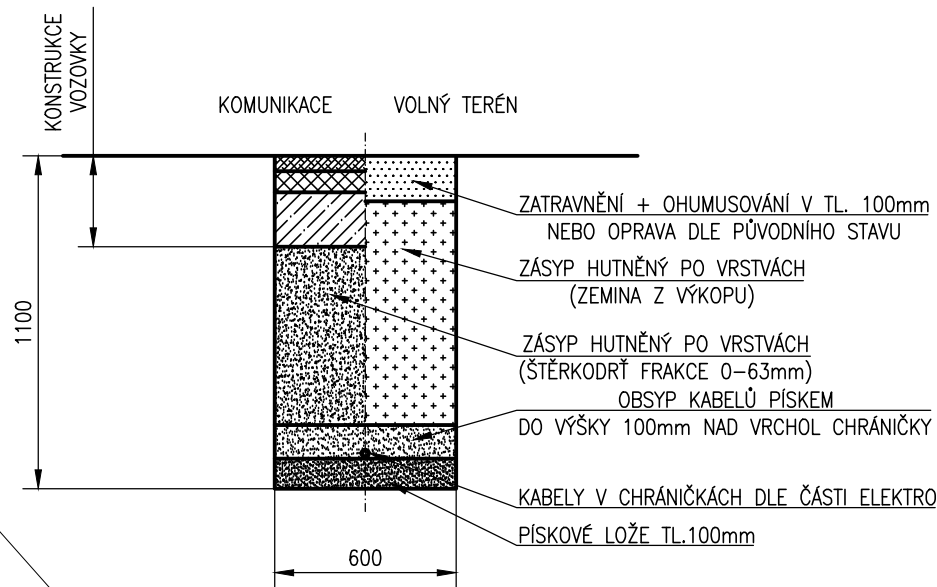 KONSTRUKCE
VOZOVKY
KOMUNIKACE
VOLNÝ TERÉN
ZATRAVNĚNÍ + OHUMUSOVÁNÍ V TL. 100mm
NEBO OPRAVA DLE PŮVODNÍHO STAVU
ZÁSYP HUTNĚNÝ PO VRSTVÁCH
(ZEMINA Z VÝKOPU)
1100
ZÁSYP HUTNĚNÝ PO VRSTVÁCH
(ŠTĚRKODRŤ FRAKCE 0-63mm)
OBSYP KABELŮ PÍSKEM
DO VÝŠKY 100mm NAD VRCHOL CHRÁNIČKY
KABELY V CHRÁNIČKÁCH DLE ČÁSTI ELEKTRO
PÍSKOVÉ LOŽE TL.100mm
600